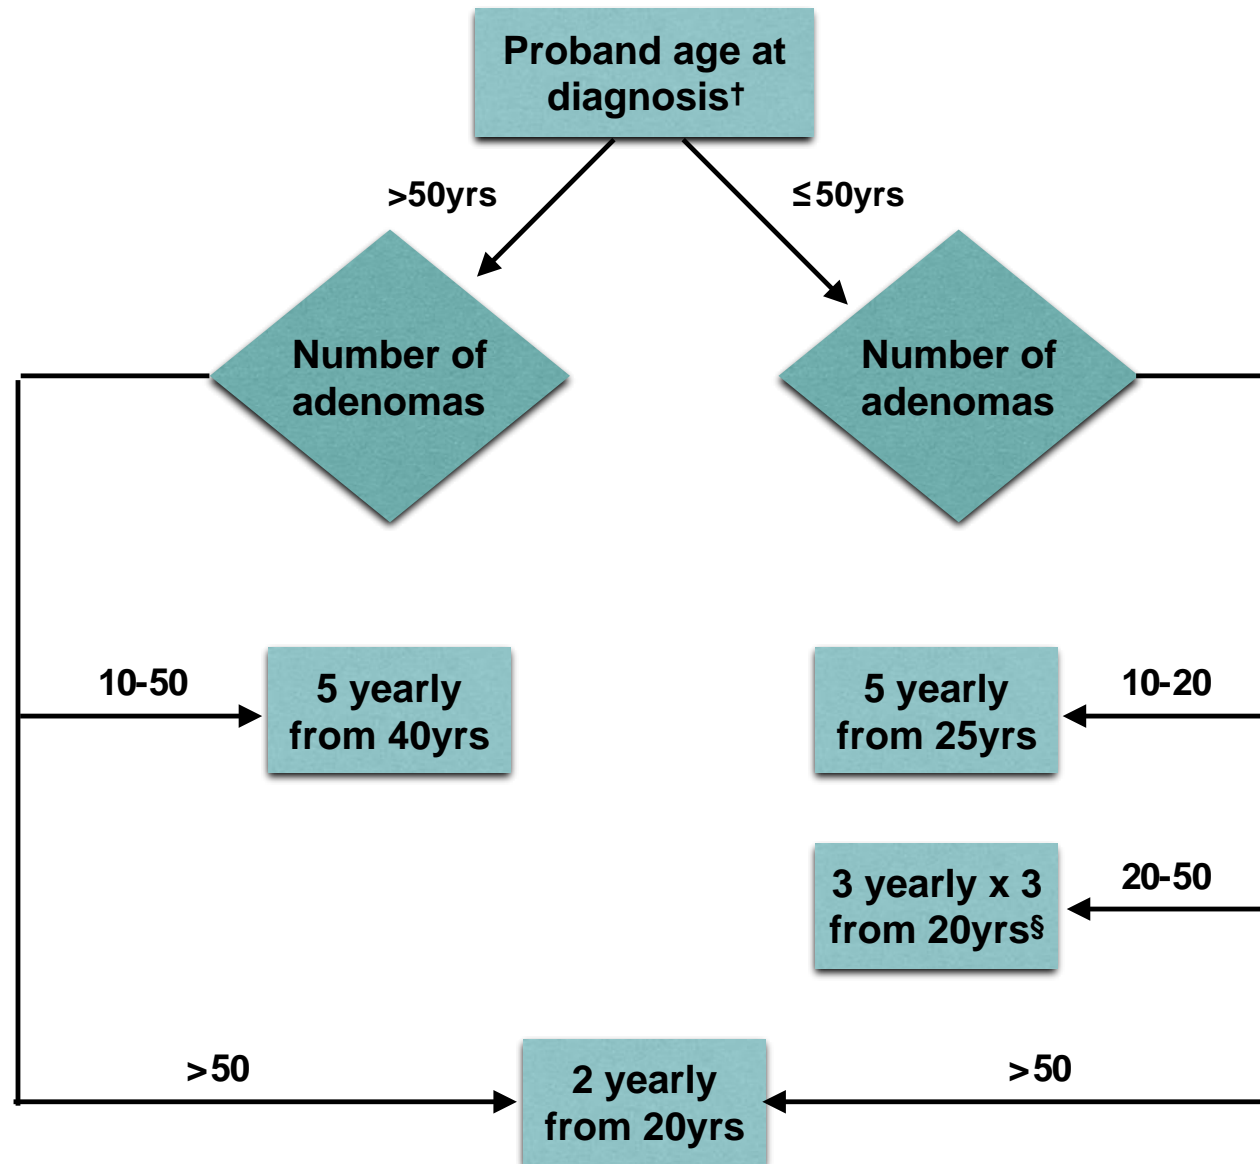 Proband age at
diagnosis†
>50yrs
≤50yrs
Number of
adenomas
Number of
adenomas
10-50
5 yearly
from 40yrs
5 yearly
from 25yrs
10-20
3 yearly x 3
from 20yrs§
20-50
>50
2 yearly
from 20yrs
>50